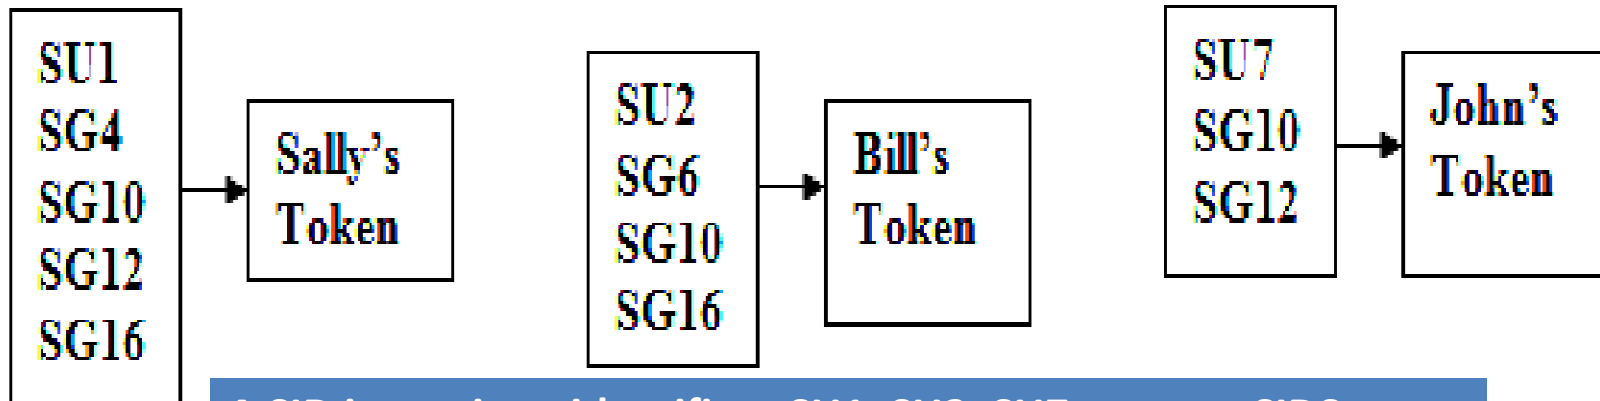 SU1
SG4
SG10
SG12
SG16
Sally's
Token
SU2
SG6
SG10
SG16
Bill's
Token
SU7
SG10
SG12
John's
Token